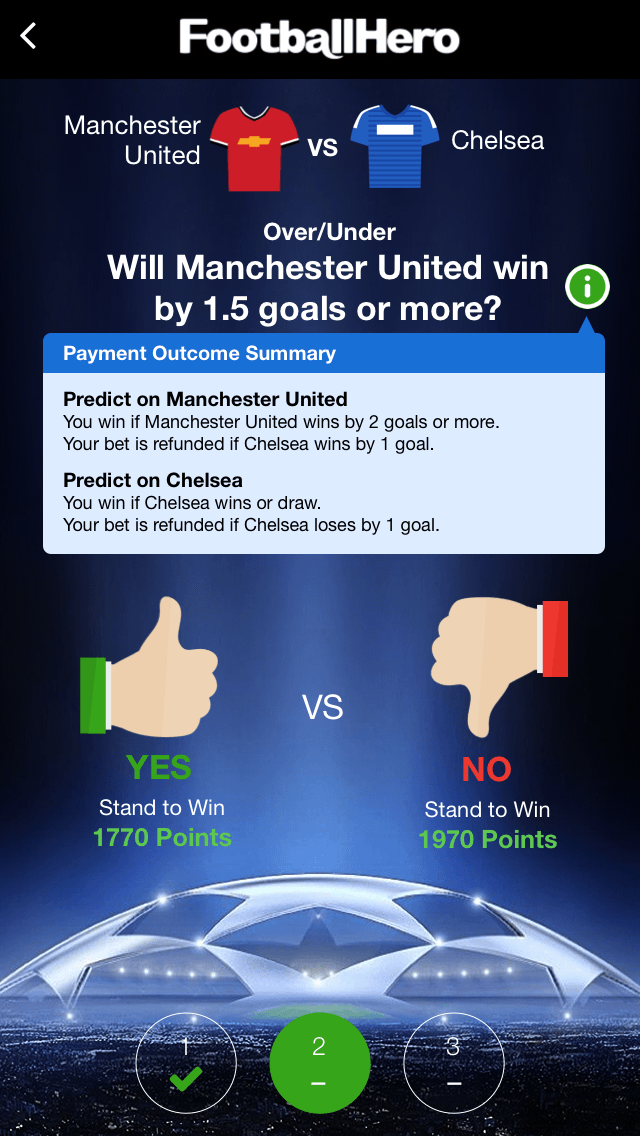 FootballHero
Manchester
United
VS
Chelsea
Over/Under
Will Manchester United win
by 1.5 goals or more?
i
Payment Outcome Summary
Predict on Manchester United
You win if Manchester United wins by 2 goals or more.
Your bet is refunded if Chelsea wins by 1 goal.
Predict on Chelsea
You win if Chelsea wins or draw.
Your bet is refunded if Chelsea loses by 1 goal.
VS
YES
NO
Stand to Win
1770 Points
Stand to Win
1970 Points
1
2
–
3
–